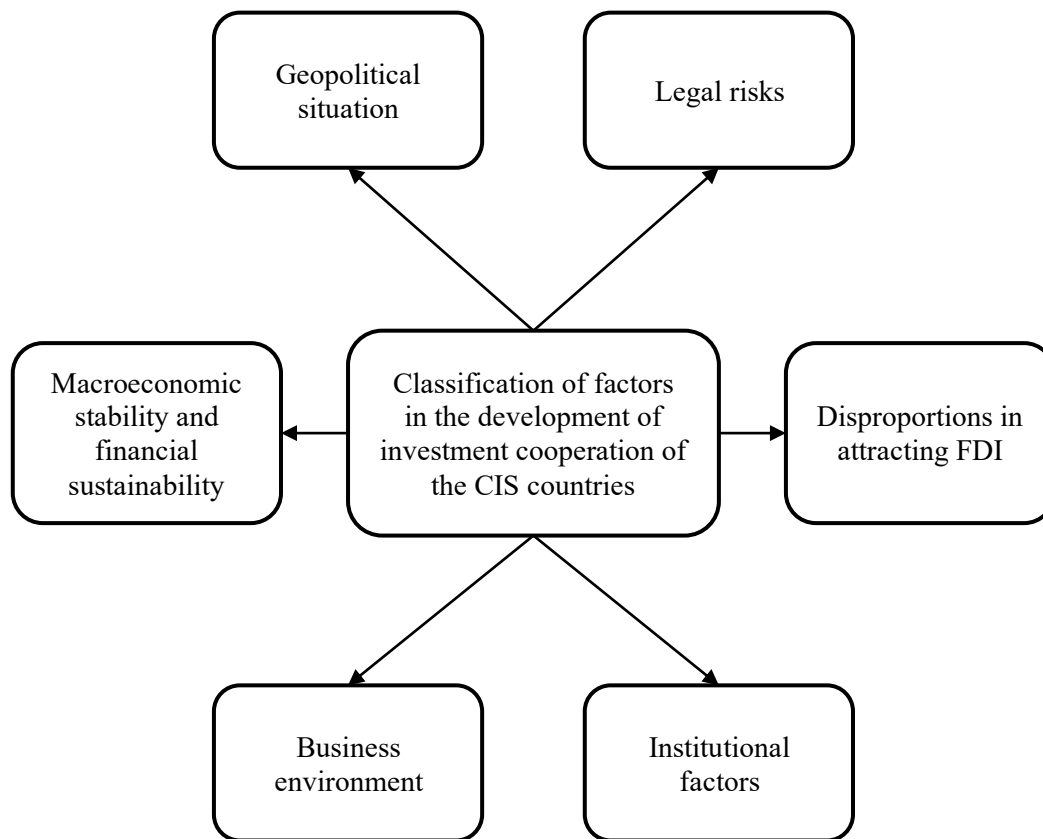 Geopolitical
situation
Legal risks
Macroeconomic
stability and
financial
sustainability
Classification of factors
in the development of
investment cooperation of
the CIS countries
Disproportions in
attracting FDI
Business
environment
Institutional
factors